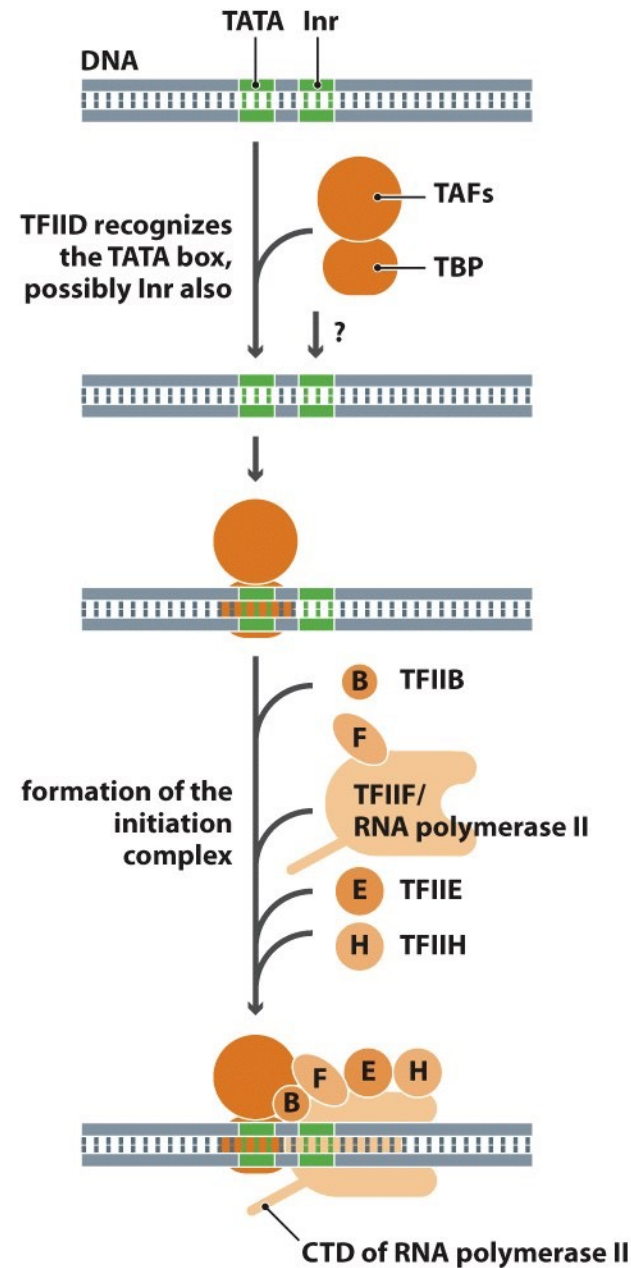 TATA Inr
DNA
TAFs
TFIID recognizes
the TATA box,
possibly Inr also
TBP
?
B TFIIB
F
formation of the
initiation
complex
TFIIF/
RNA polymerase II
E TFIIE
H TFIIH
F E H
B
CTD of RNA polymerase II